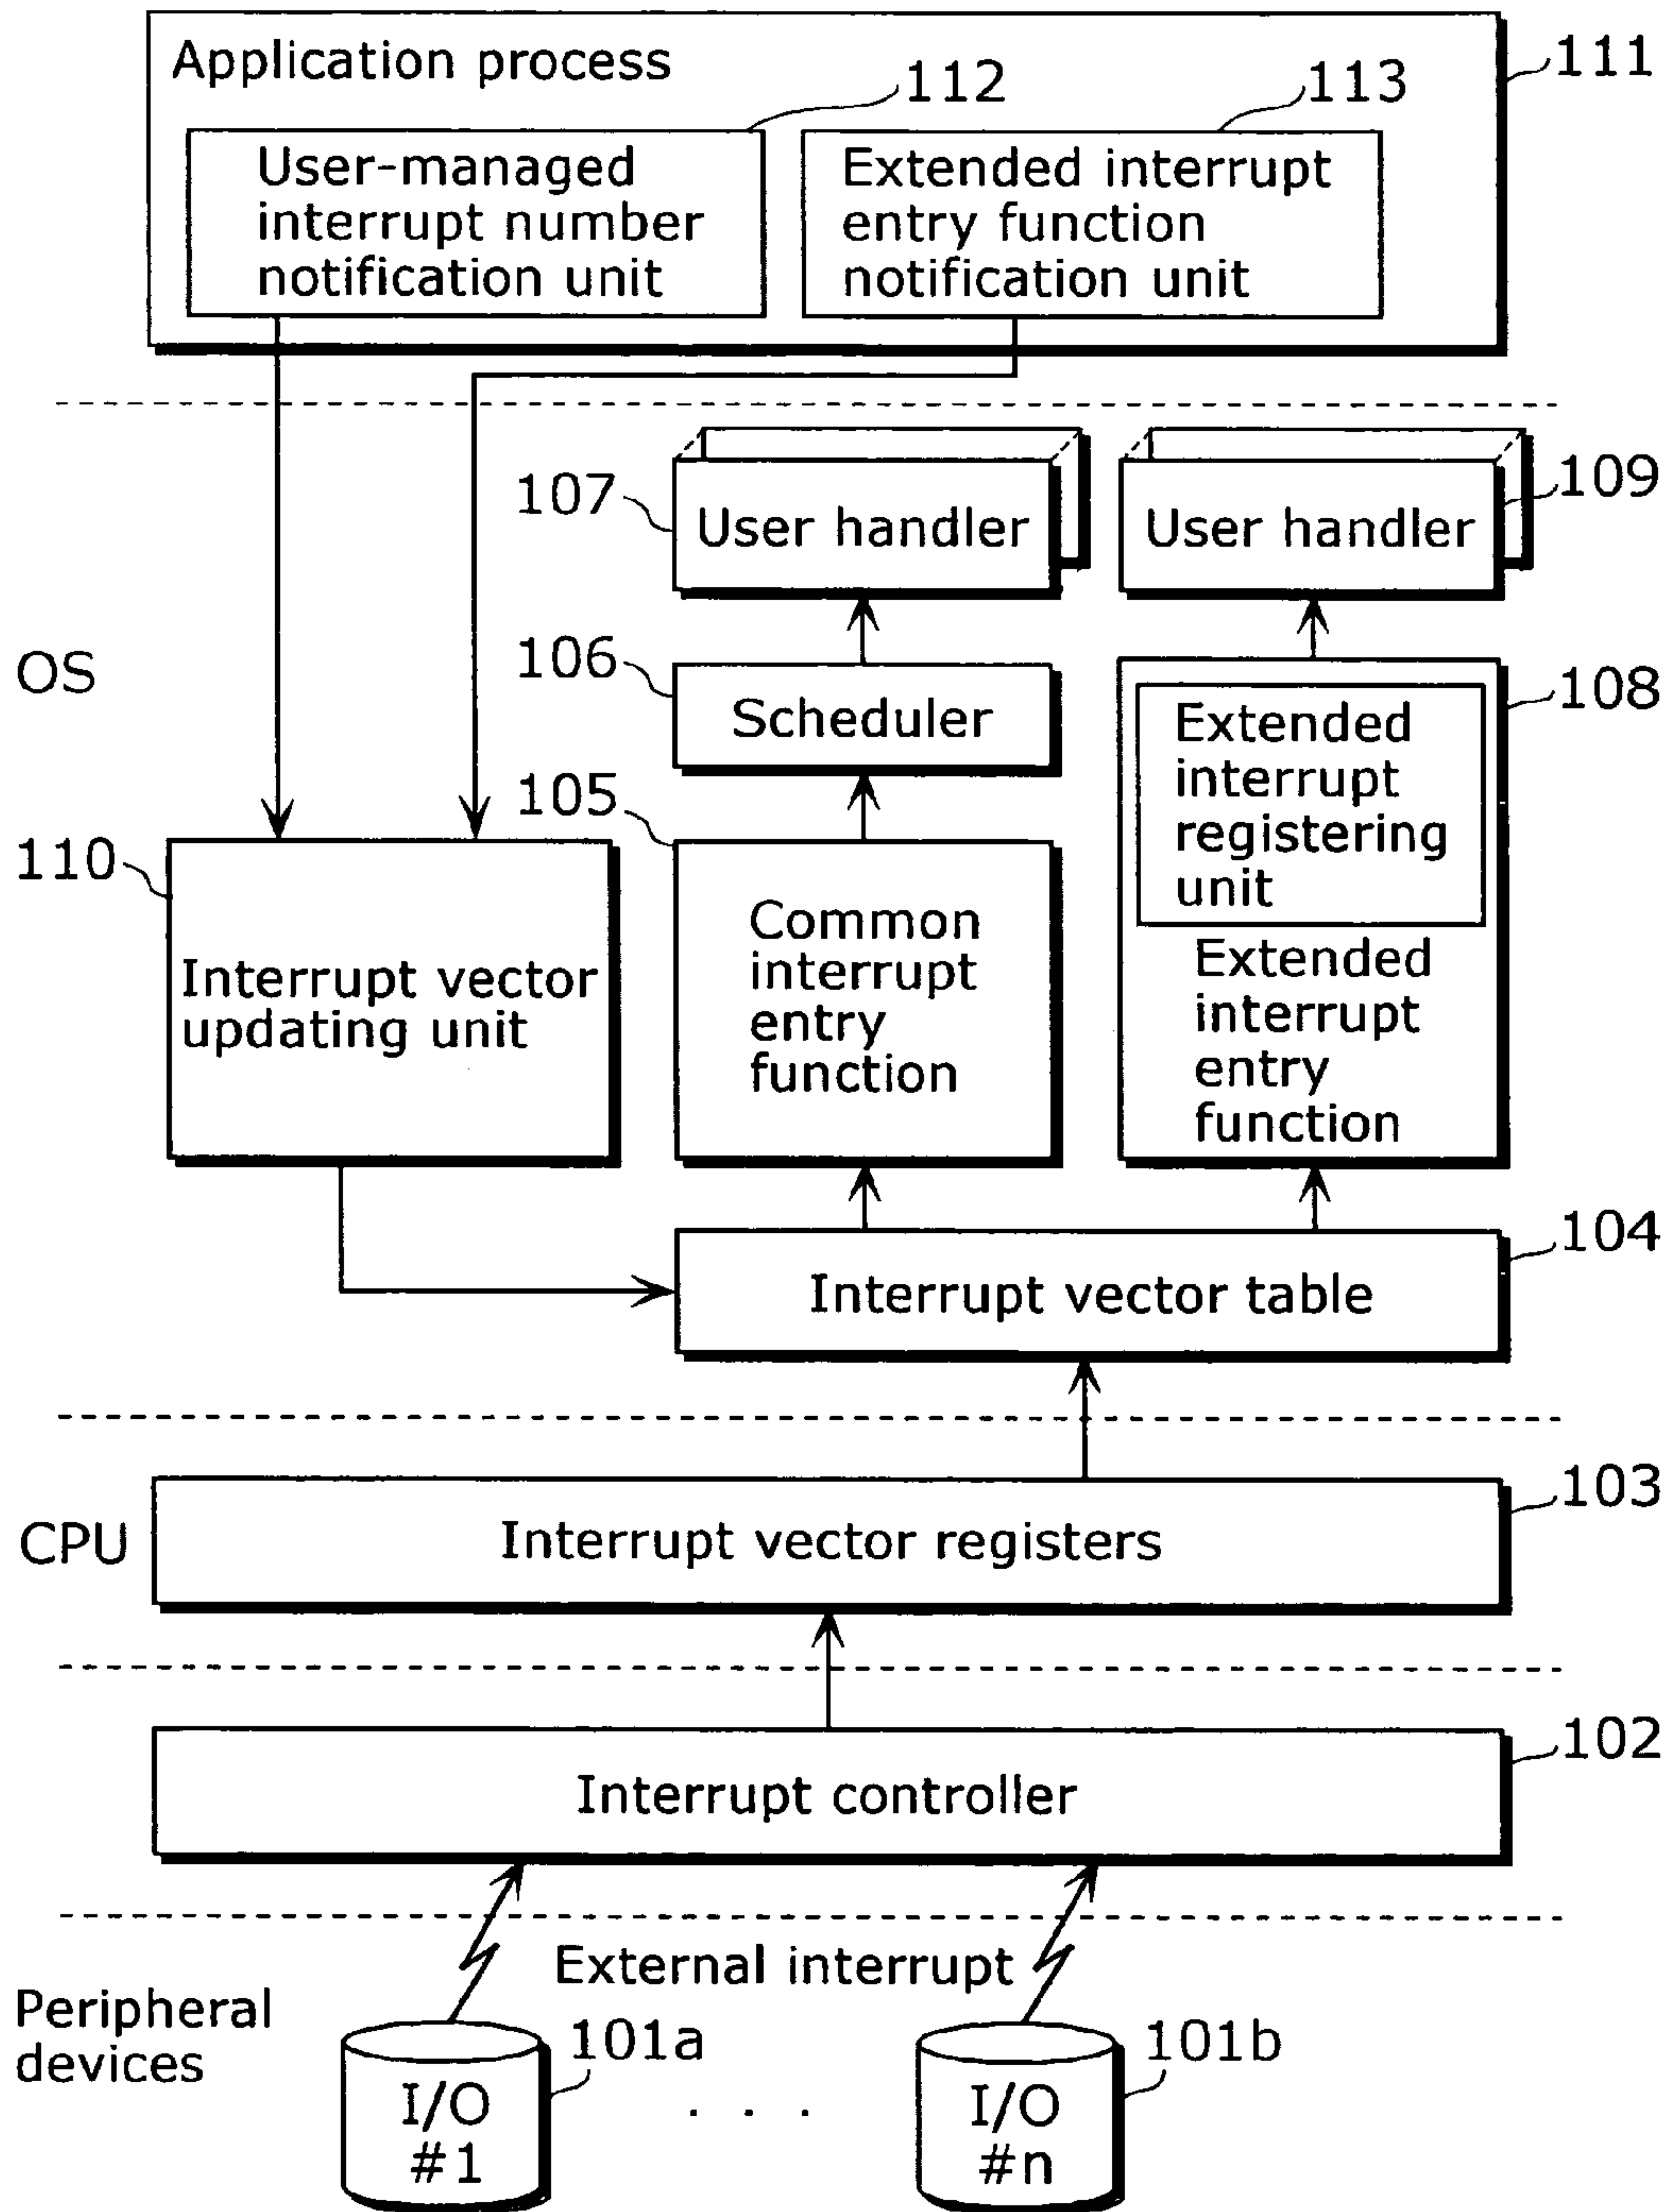 Application process
111
112
113
User-managed
interrupt number
notification unit
Extended interrupt
entry function
notification unit
OS
107
User handler
109
User handler
106
Scheduler
108
Extended
interrupt
registering
unit
Extended
interrupt
entry
function
105
Common
interrupt
entry
function
110
Interrupt vector
updating unit
104
Interrupt vector table
CPU
103
Interrupt vector registers
102
Interrupt controller
External interrupt
Peripheral
devices
101a
I/O
#1
. . .
101b
I/O
#n